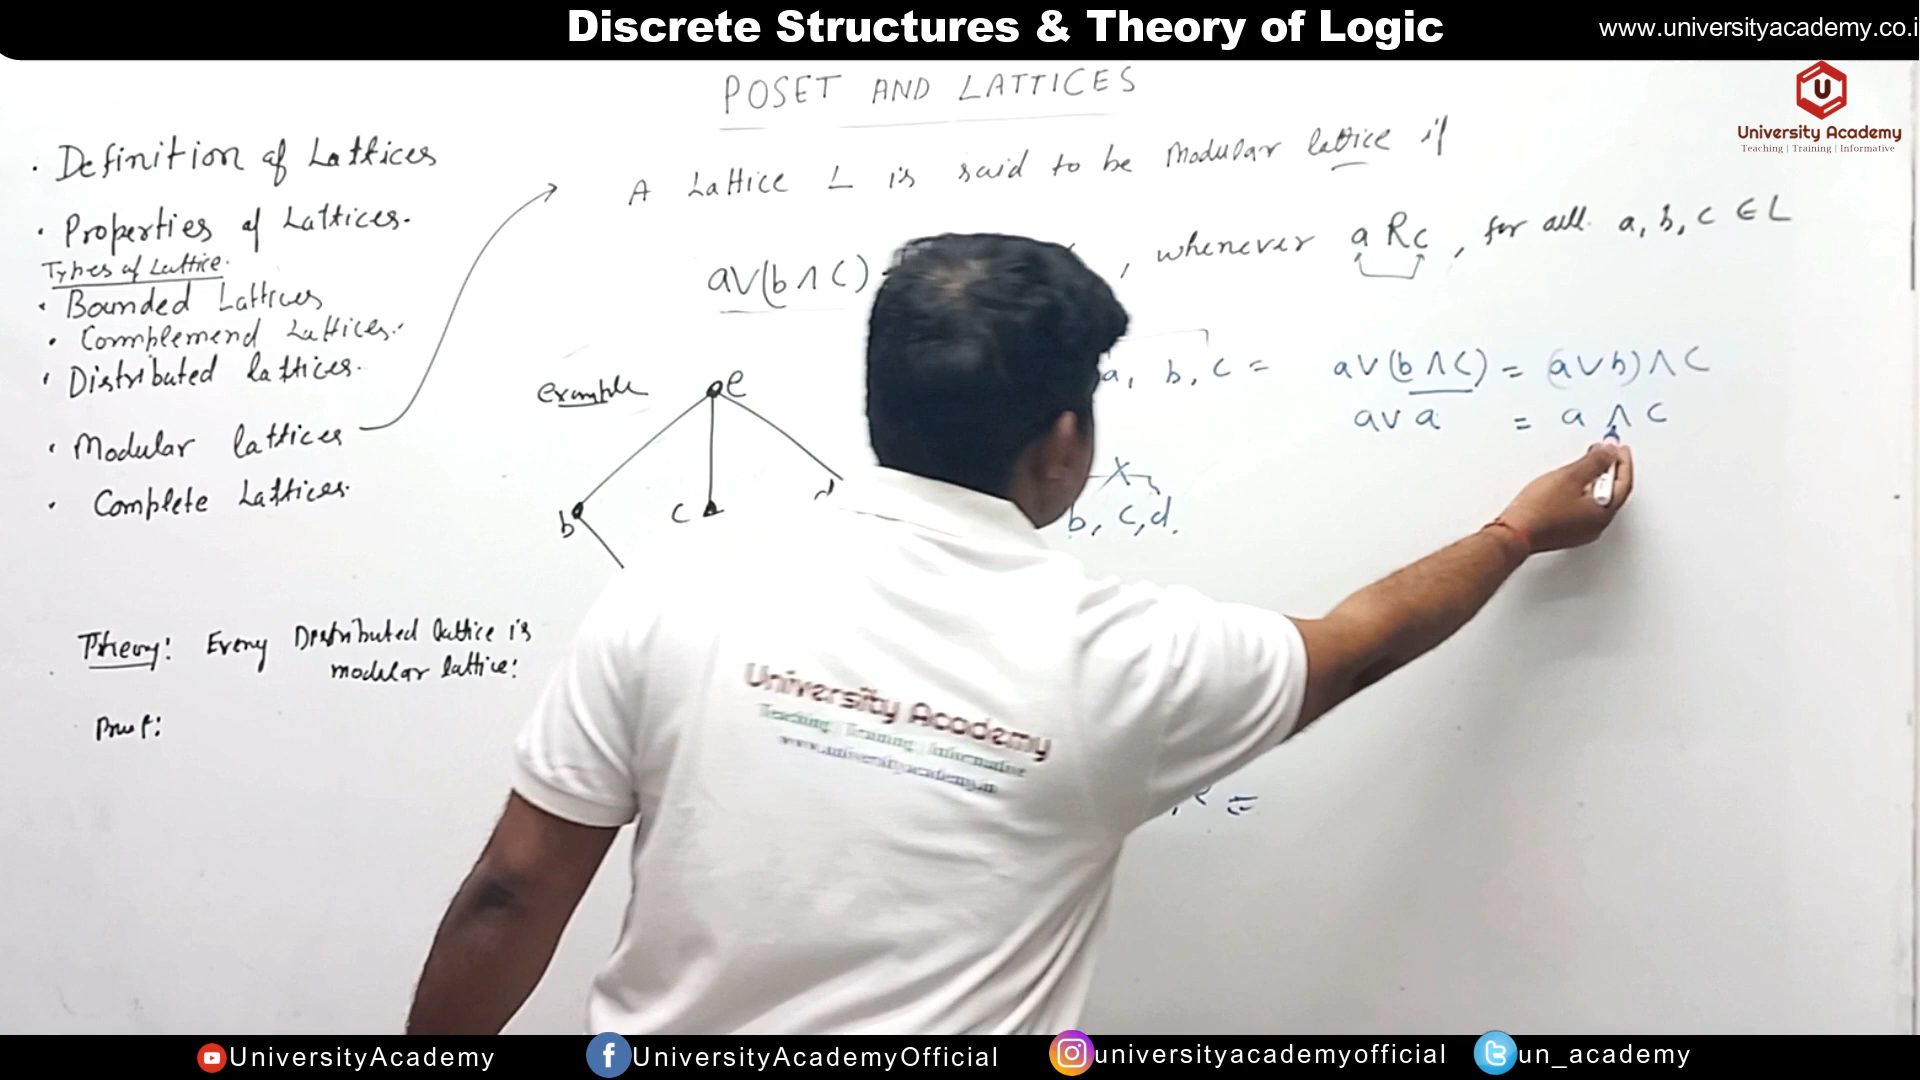 Discrete Structures & Theory of Logic
www.universityacademy.co.i
U
University Academy
Teaching | Training | Informative
POSET AND LATTICES
· Definition of Lattices
· Properties of Lattices.
Types of Lattice.
· Bounded Lattices
· Complemend Lattices.
· Distributed lattices.
· Modular lattices
· Complete Lattices.
A Lattice L is said to be Modular lattice if
a∨(b∧c)
, whenever a R c, for all a, b, c ∈ L
example
e
b
c
a, b, c =
a∨(b∧c) = (a∨b)∧c
a∨a = a∧c
b, c, d.
Theory: Every Distributed lattice is
modular lattice:
Proof:
University Academy
Teaching | Training | Informative
www.universityacademy.in
UniversityAcademy
UniversityAcademyOfficial
universityacademyofficial
un_academy